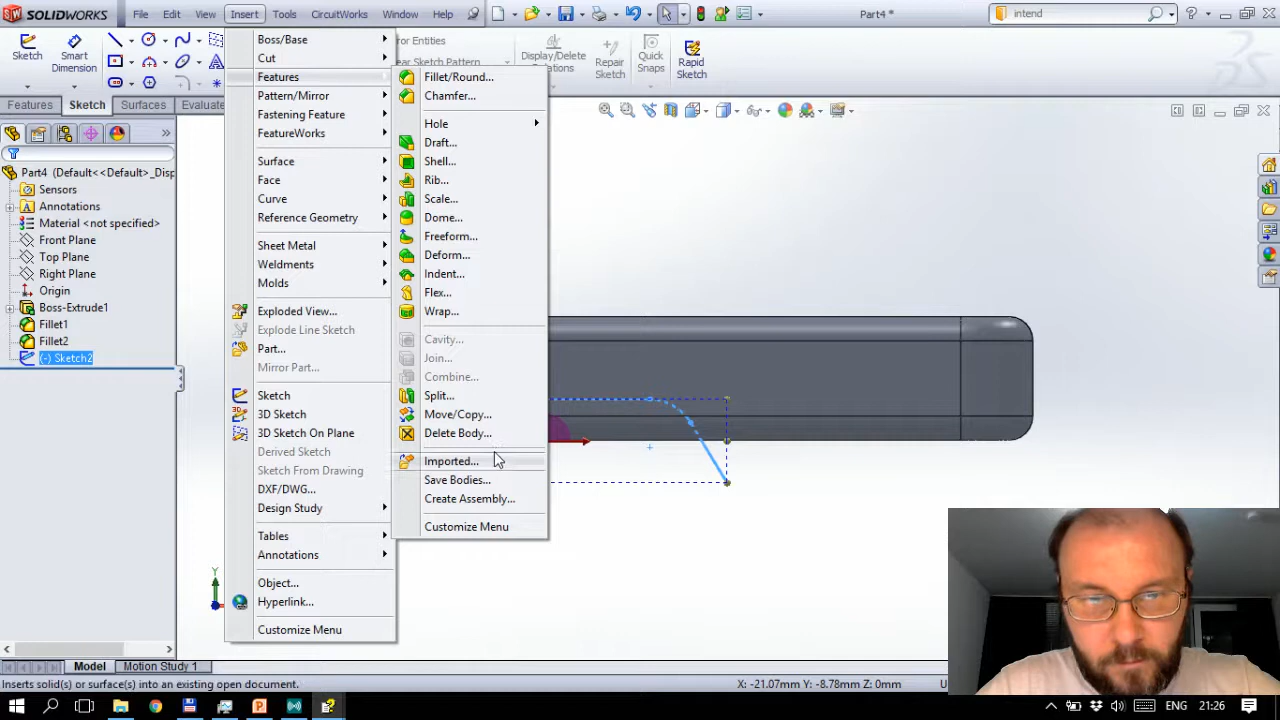 SOLIDWORKS
File
Edit
View
Insert
Tools
CircuitWorks
Window
Help
Part4 *
intend
Sketch
Smart Dimension
Mirror Entities
ear Sketch Pattern
Display/Delete
Repair Sketch
Quick Snaps
Rapid Sketch
Features
Sketch
Surfaces
Evaluate
Part4 (Default<<Default>_Disp
Sensors
Annotations
Material <not specified>
Front Plane
Top Plane
Right Plane
Origin
Boss-Extrude1
Fillet1
Fillet2
(-) Sketch2
Boss/Base
Cut
Features
Pattern/Mirror
Fastening Feature
FeatureWorks
Surface
Face
Curve
Reference Geometry
Sheet Metal
Weldments
Molds
Exploded View...
Explode Line Sketch
Part...
Mirror Part...
Sketch
3D Sketch
3D Sketch On Plane
Derived Sketch
Sketch From Drawing
DXF/DWG...
Design Study
Tables
Annotations
Object...
Hyperlink...
Customize Menu
Fillet/Round...
Chamfer...
Hole
Draft...
Shell...
Rib...
Scale...
Dome...
Freeform...
Deform...
Indent...
Flex...
Wrap...
Cavity...
Join...
Combine...
Split...
Move/Copy...
Delete Body...
Imported...
Save Bodies...
Create Assembly...
Customize Menu
Y
Model
Motion Study 1
Inserts solid(s) or surface(s) into an existing open document.
X: -21.07mm Y: -8.78mm Z: 0mm
ENG
21:26